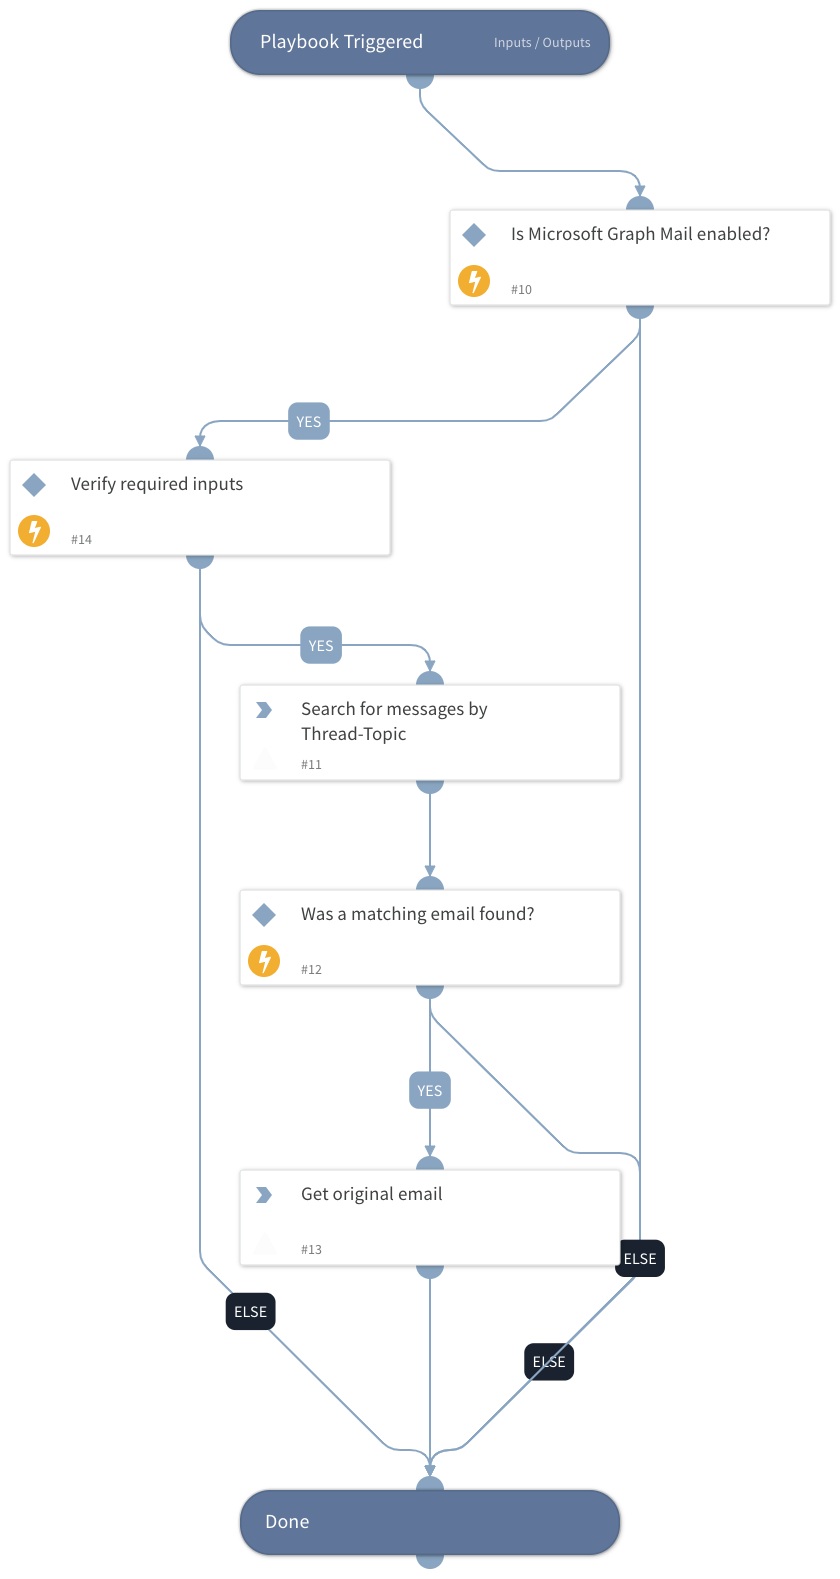 Playbook Triggered
Inputs / Outputs
Is Microsoft Graph Mail enabled?
#10
YES
Verify required inputs
#14
YES
Search for messages by
Thread-Topic
#11
Was a matching email found?
#12
YES
Get original email
#13
ELSE
ELSE
ELSE
Done